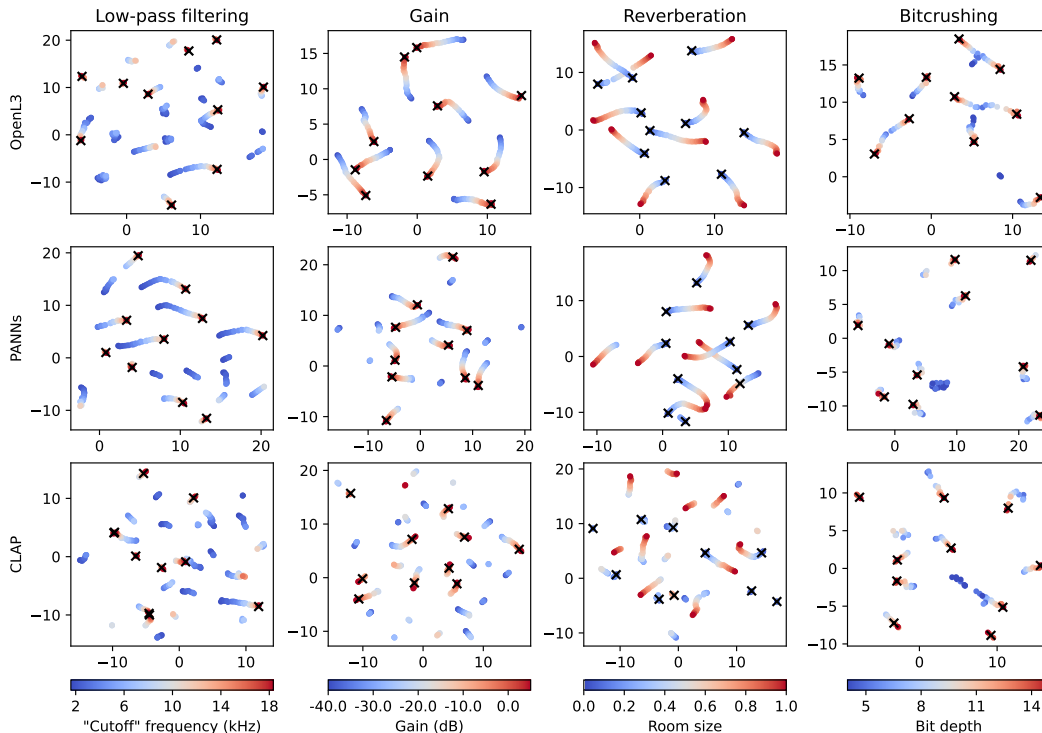 Low-pass filtering Gain Reverberation Bitcrushing
OpenL3
10
0
−10
0 10
15
10
5
0
−5
−10 0 10
10
0
−10
0 10
15
10
5
0
0 10
PANNs
20
10
0
−10
0 10 20
20
10
0
−10
−10 0 10 20
10
0
−10
−10 0 10
10
5
0
−5
−10
0 10 20
CLAP
10
0
−10
−10 0 10
20
10
0
−10
−10 0 10
20
10
0
−10
−10 0 10
10
5
0
−5
−10
0 10
2 6 10 14 18
"Cutoff" frequency (kHz)
-40.0 -30.0 -20.0 -10.0 0.0
Gain (dB)
0.0 0.2 0.4 0.6 0.8 1.0
Room size
5 8 11 14
Bit depth